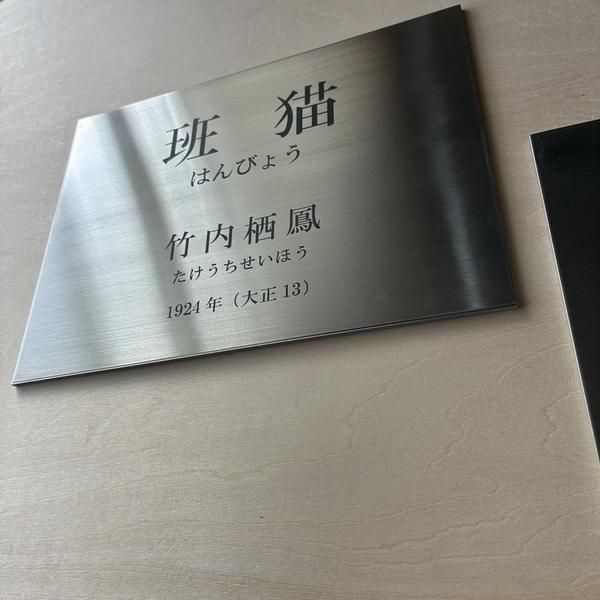 班 猫
はんびょう
竹内栖鳳
たけうちせいほう
1924年（大正13）